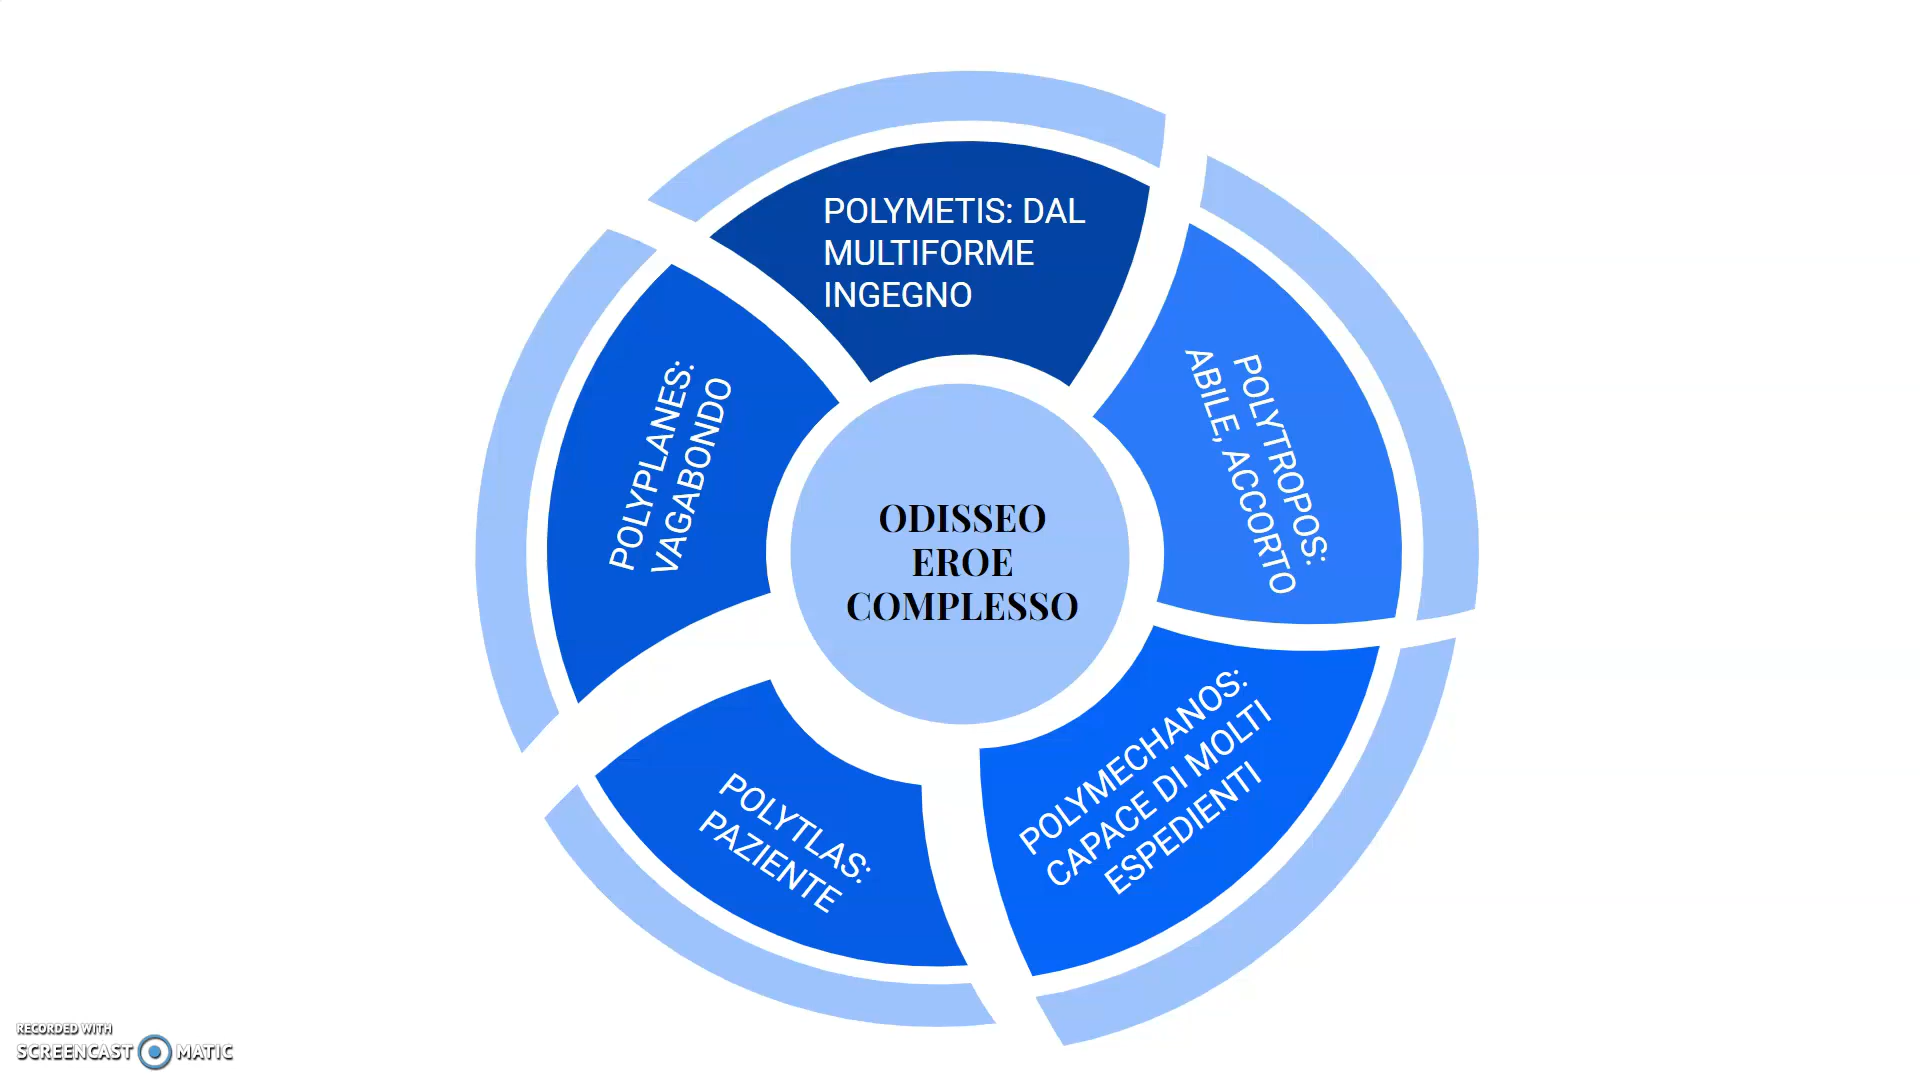 POLYMETIS: DAL
MULTIFORME
INGEGNO
POLYTROPOS:
ABILE, ACCORTO
POLYMECHANOS:
CAPACE DI MOLTI
ESPEDIENTI
POLYTLAS:
PAZIENTE
POLYPLANES:
VAGABONDO
ODISSEO
EROE
COMPLESSO
RECORDED WITH
SCREENCAST MATIC